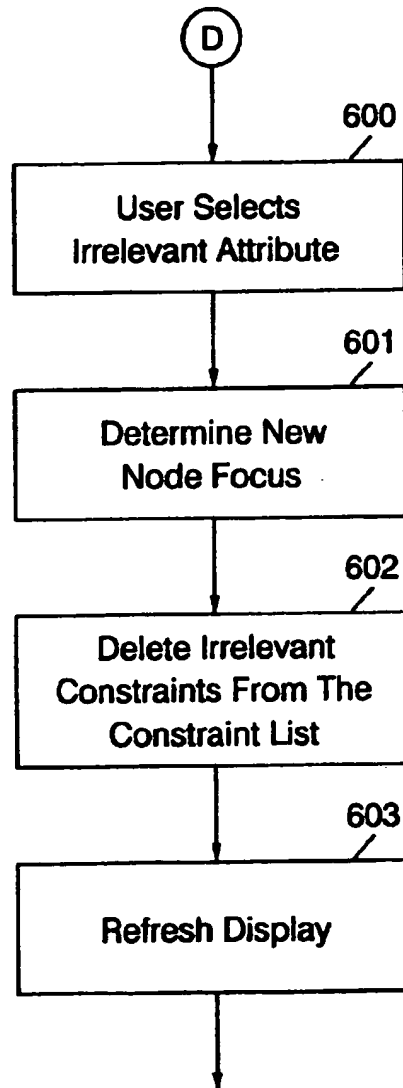 D
600
User Selects
Irrelevant Attribute
601
Determine New
Node Focus
602
Delete Irrelevant
Constraints From The
Constraint List
603
Refresh Display